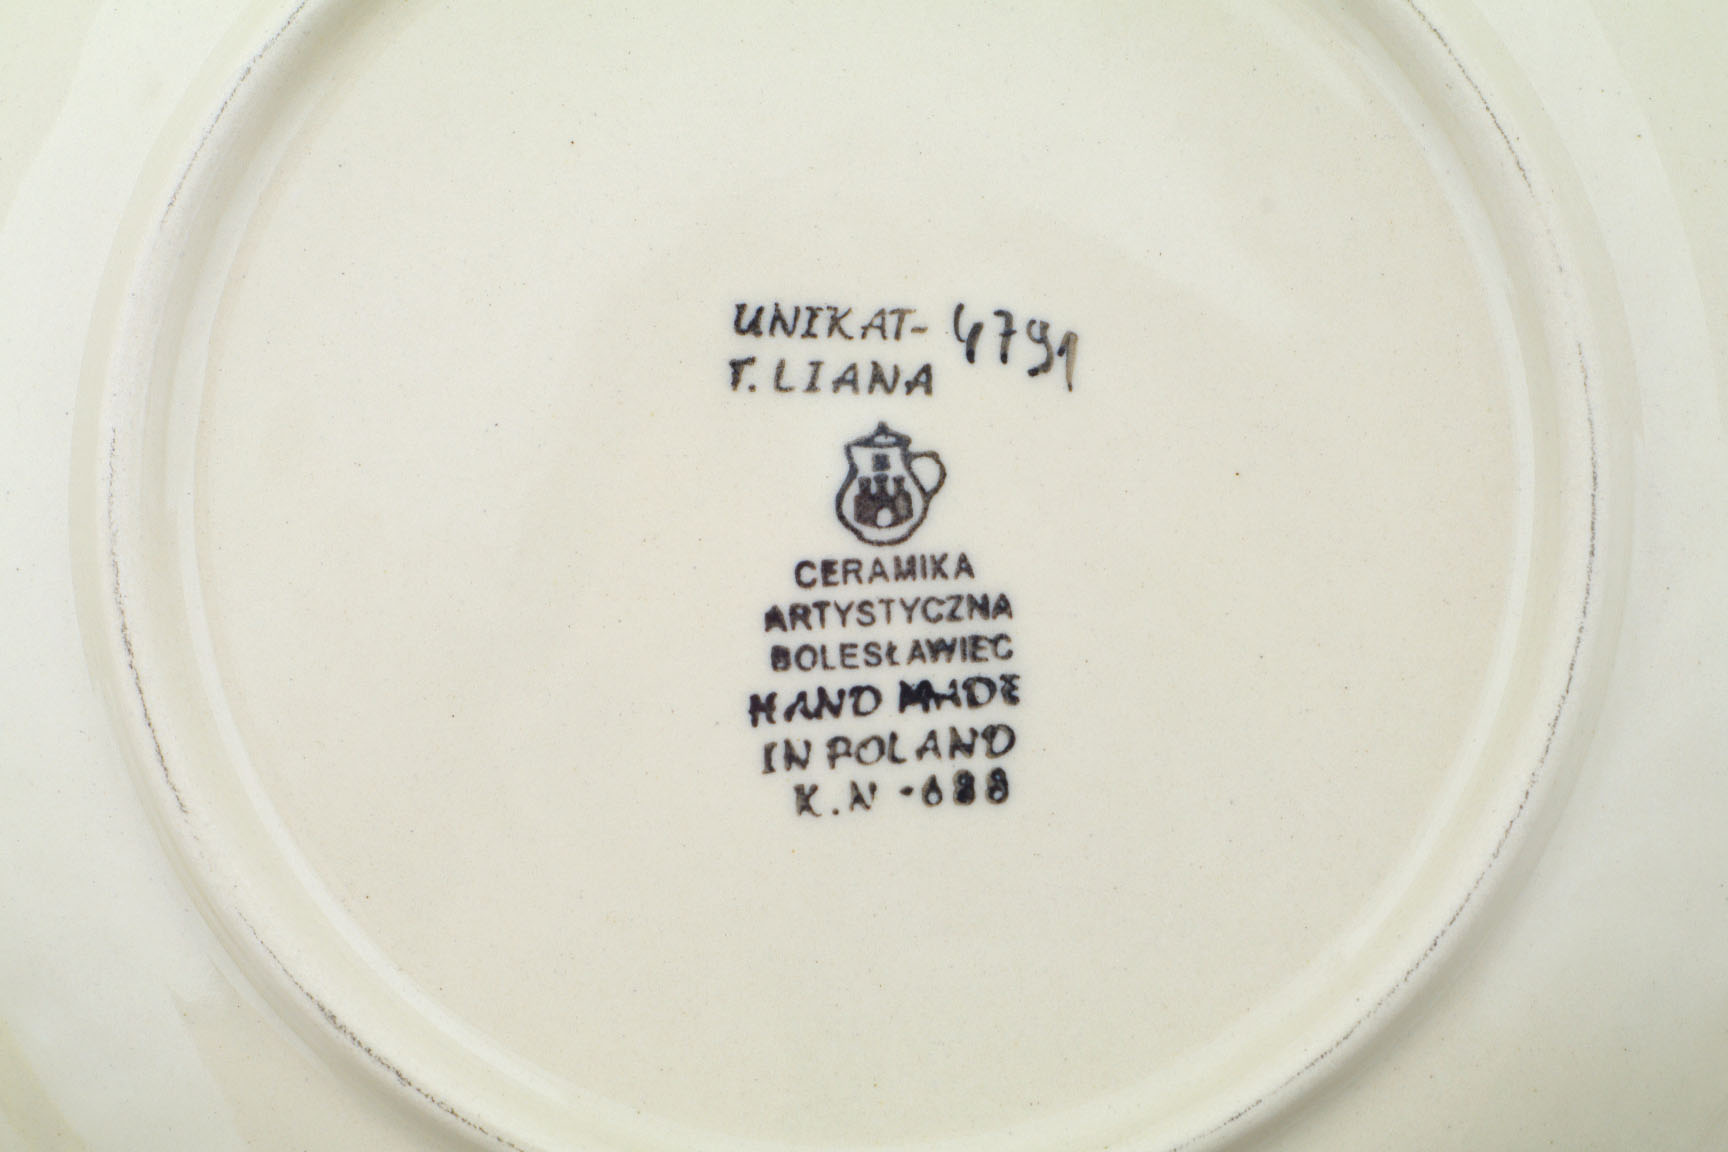 UNIKAT- 4791
T. LIANA
CERAMIKA
ARTYSTYCZNA
BOLESŁAWIEC
HAND MADE
IN POLAND
K.N -688